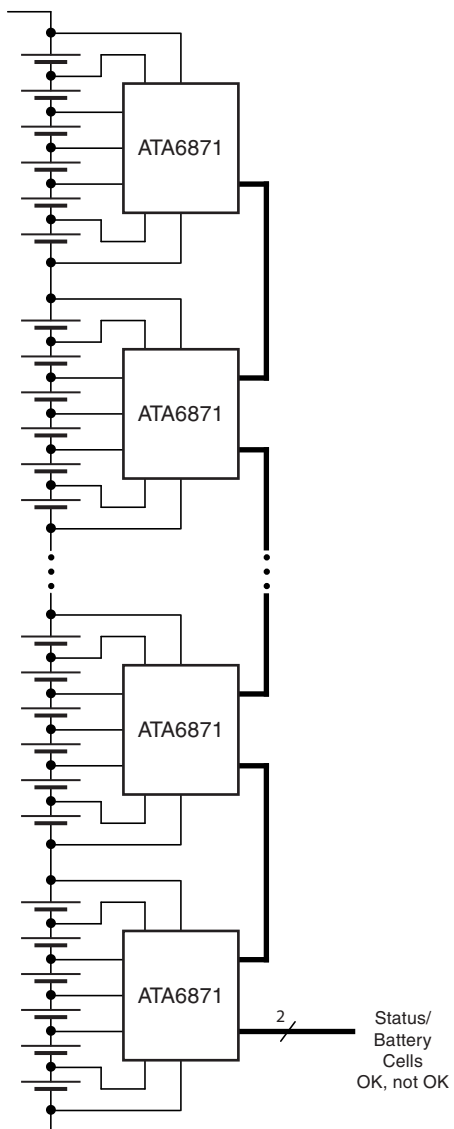 ATA6871
ATA6871
ATA6871
ATA6871
2
Status/
Battery
Cells
OK, not OK